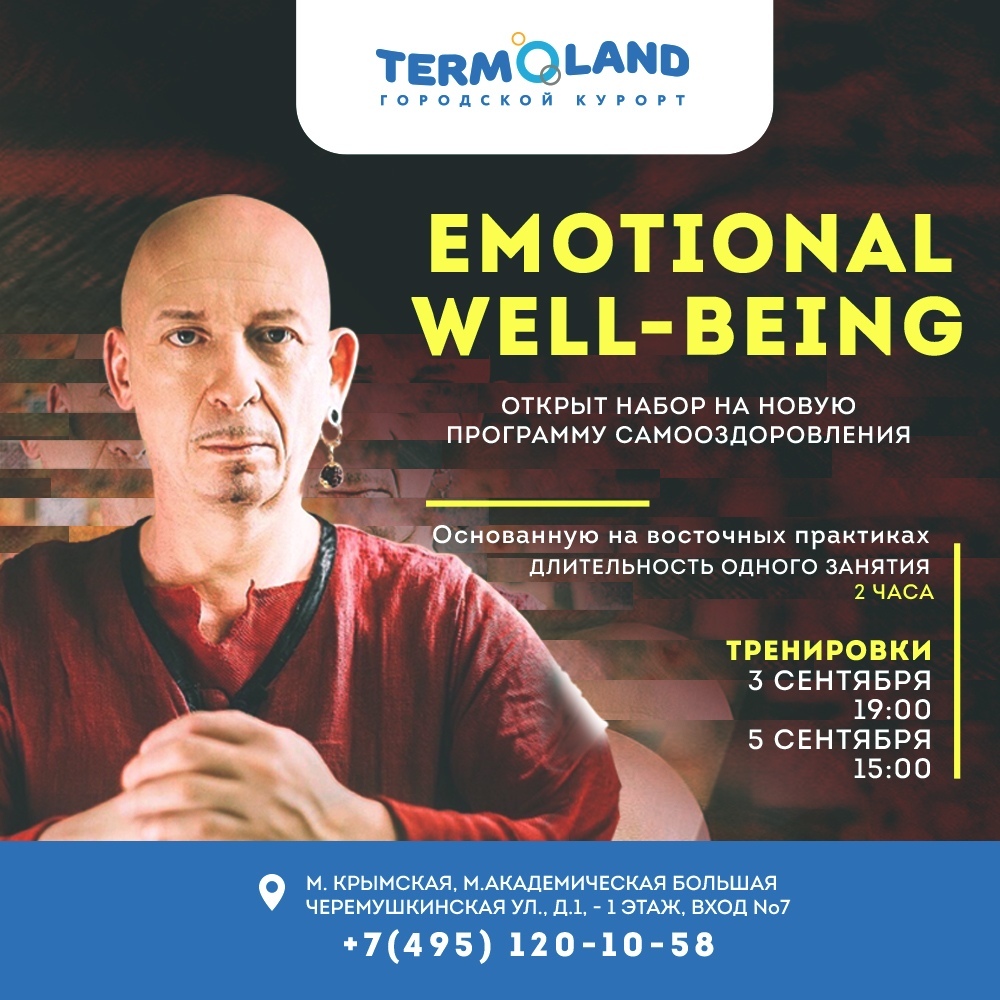 TERMOLAND
ГОРОДСКОЙ КУРОРТ
EMOTIONAL
WELL-BEING
ОТКРЫТ НАБОР НА НОВУЮ
ПРОГРАММУ САМООЗДОРОВЛЕНИЯ
Основанную на восточных практиках
ДЛИТЕЛЬНОСТЬ ОДНОГО ЗАНЯТИЯ
2 ЧАСА
ТРЕНИРОВКИ
3 СЕНТЯБРЯ
19:00
5 СЕНТЯБРЯ
15:00
М. КРЫМСКАЯ, М.АКАДЕМИЧЕСКАЯ БОЛЬШАЯ
ЧЕРЕМУШКИНСКАЯ УЛ., Д.1, - 1 ЭТАЖ, ВХОД No7
+7(495) 120-10-58